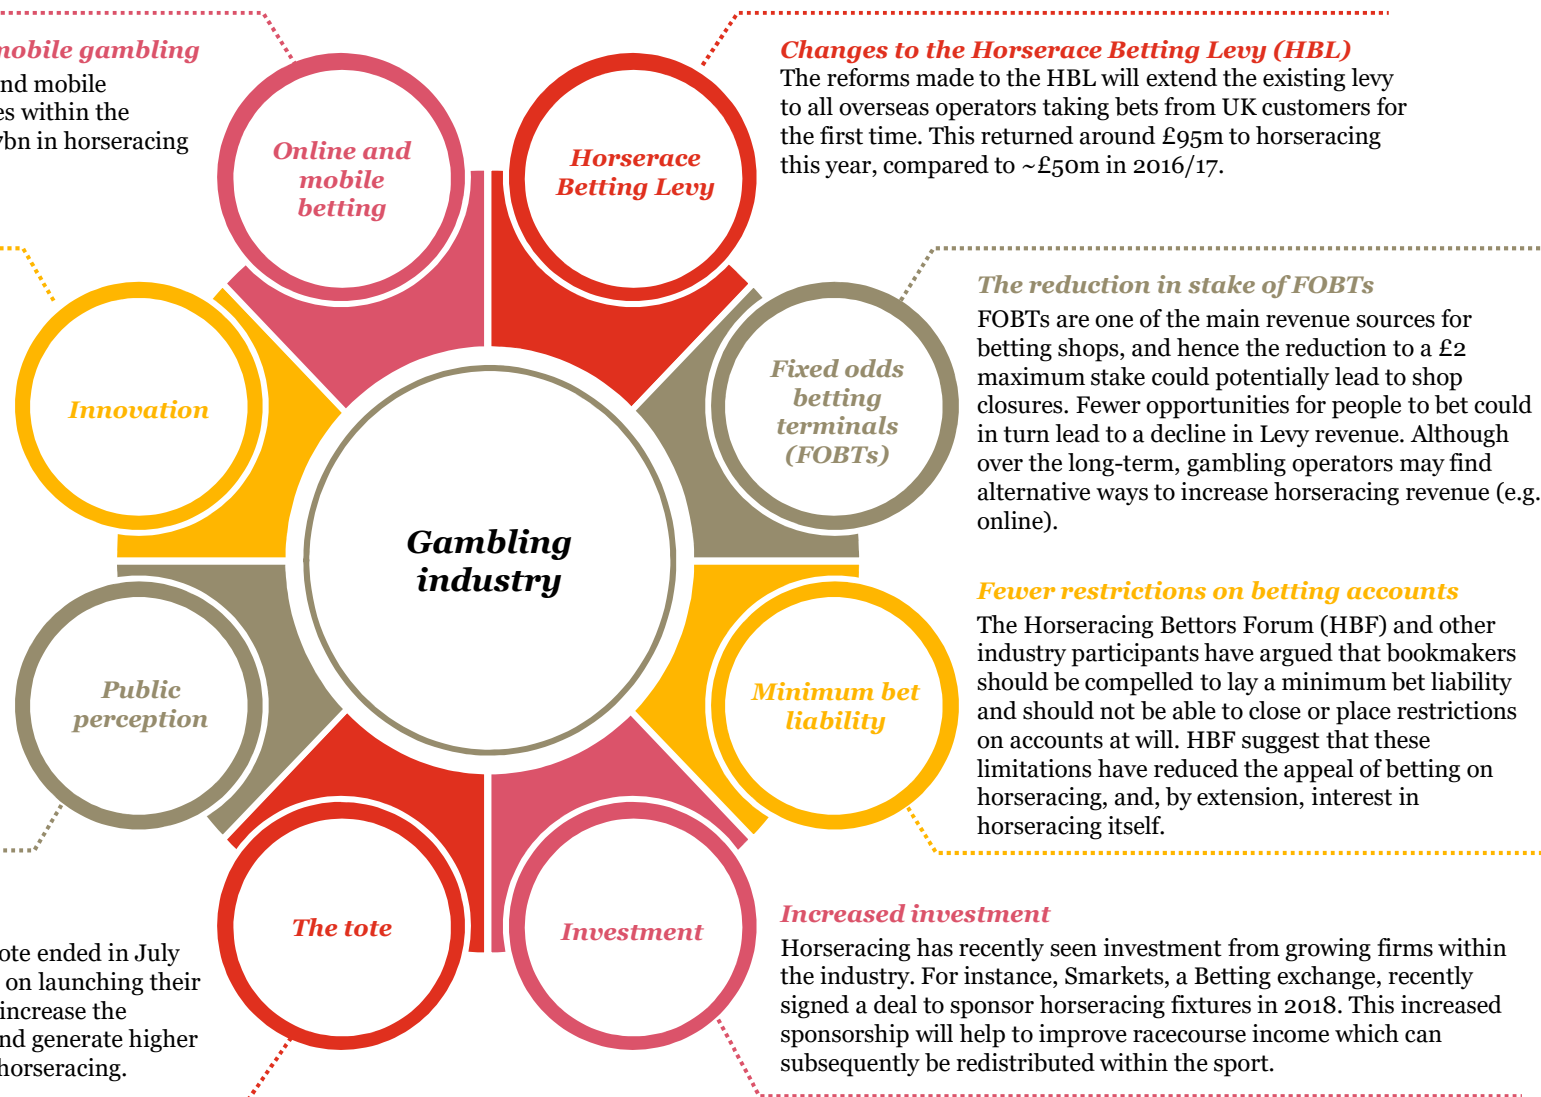 mobile gambling
nd mobile
es within the
7bn in horseracing
Online and
mobile
betting
Horserace
Betting Levy
Changes to the Horserace Betting Levy (HBL)
The reforms made to the HBL will extend the existing levy
to all overseas operators taking bets from UK customers for
the first time. This returned around £95m to horseracing
this year, compared to ~£50m in 2016/17.
Innovation
Fixed odds
betting
terminals
(FOBTs)
The reduction in stake of FOBTs
FOBTs are one of the main revenue sources for
betting shops, and hence the reduction to a £2
maximum stake could potentially lead to shop
closures. Fewer opportunities for people to bet could
in turn lead to a decline in Levy revenue. Although
over the long-term, gambling operators may find
alternative ways to increase horseracing revenue (e.g.
online).
Gambling
industry
Public
perception
Minimum bet
liability
Fewer restrictions on betting accounts
The Horseracing Bettors Forum (HBF) and other
industry participants have argued that bookmakers
should be compelled to lay a minimum bet liability
and should not be able to close or place restrictions
on accounts at will. HBF suggest that these
limitations have reduced the appeal of betting on
horseracing, and, by extension, interest in
horseracing itself.
ote ended in July
on launching their
increase the
nd generate higher
horseracing.
The tote
Investment
Increased investment
Horseracing has recently seen investment from growing firms within
the industry. For instance, Smarkets, a Betting exchange, recently
signed a deal to sponsor horseracing fixtures in 2018. This increased
sponsorship will help to improve racecourse income which can
subsequently be redistributed within the sport.